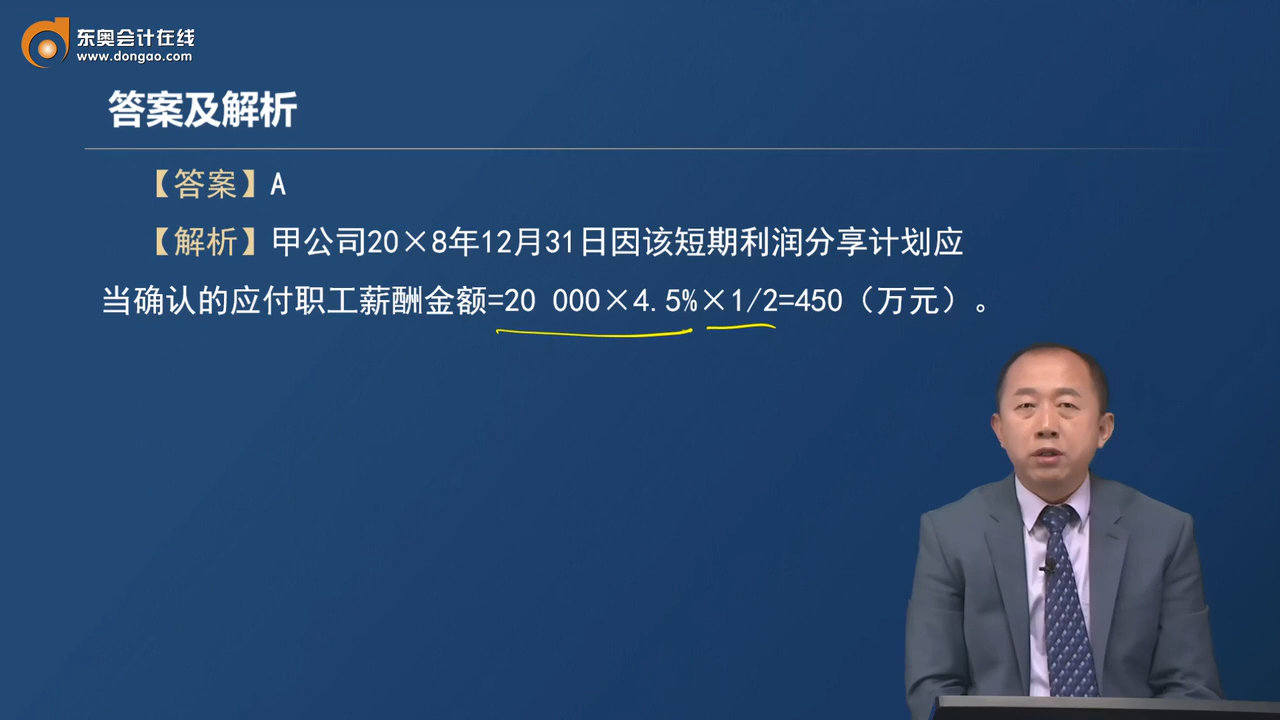 东奥会计在线
www.dongao.com
答案及解析
【答案】A
【解析】甲公司20×8年12月31日因该短期利润分享计划应
当确认的应付职工薪酬金额=20 000×4.5%×1/2=450（万元）。